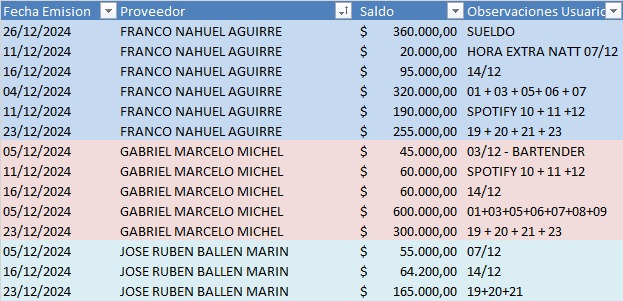 Fecha Emision Proveedor Saldo Observaciones Usuario
26/12/2024 FRANCO NAHUEL AGUIRRE $ 360.000,00 SUELDO
11/12/2024 FRANCO NAHUEL AGUIRRE $ 20.000,00 HORA EXTRA NATT 07/12
16/12/2024 FRANCO NAHUEL AGUIRRE $ 95.000,00 14/12
04/12/2024 FRANCO NAHUEL AGUIRRE $ 320.000,00 01 + 03 + 05+ 06 + 07
11/12/2024 FRANCO NAHUEL AGUIRRE $ 190.000,00 SPOTIFY 10 + 11 +12
23/12/2024 FRANCO NAHUEL AGUIRRE $ 255.000,00 19 + 20 + 21 + 23
05/12/2024 GABRIEL MARCELO MICHEL $ 45.000,00 03/12 - BARTENDER
11/12/2024 GABRIEL MARCELO MICHEL $ 60.000,00 SPOTIFY 10 + 11 +12
16/12/2024 GABRIEL MARCELO MICHEL $ 60.000,00 14/12
05/12/2024 GABRIEL MARCELO MICHEL $ 600.000,00 01+03+05+06+07+08+09
23/12/2024 GABRIEL MARCELO MICHEL $ 300.000,00 19 + 20 + 21 + 23
05/12/2024 JOSE RUBEN BALLEN MARIN $ 55.000,00 07/12
16/12/2024 JOSE RUBEN BALLEN MARIN $ 64.200,00 14/12
23/12/2024 JOSE RUBEN BALLEN MARIN $ 165.000,00 19+20+21